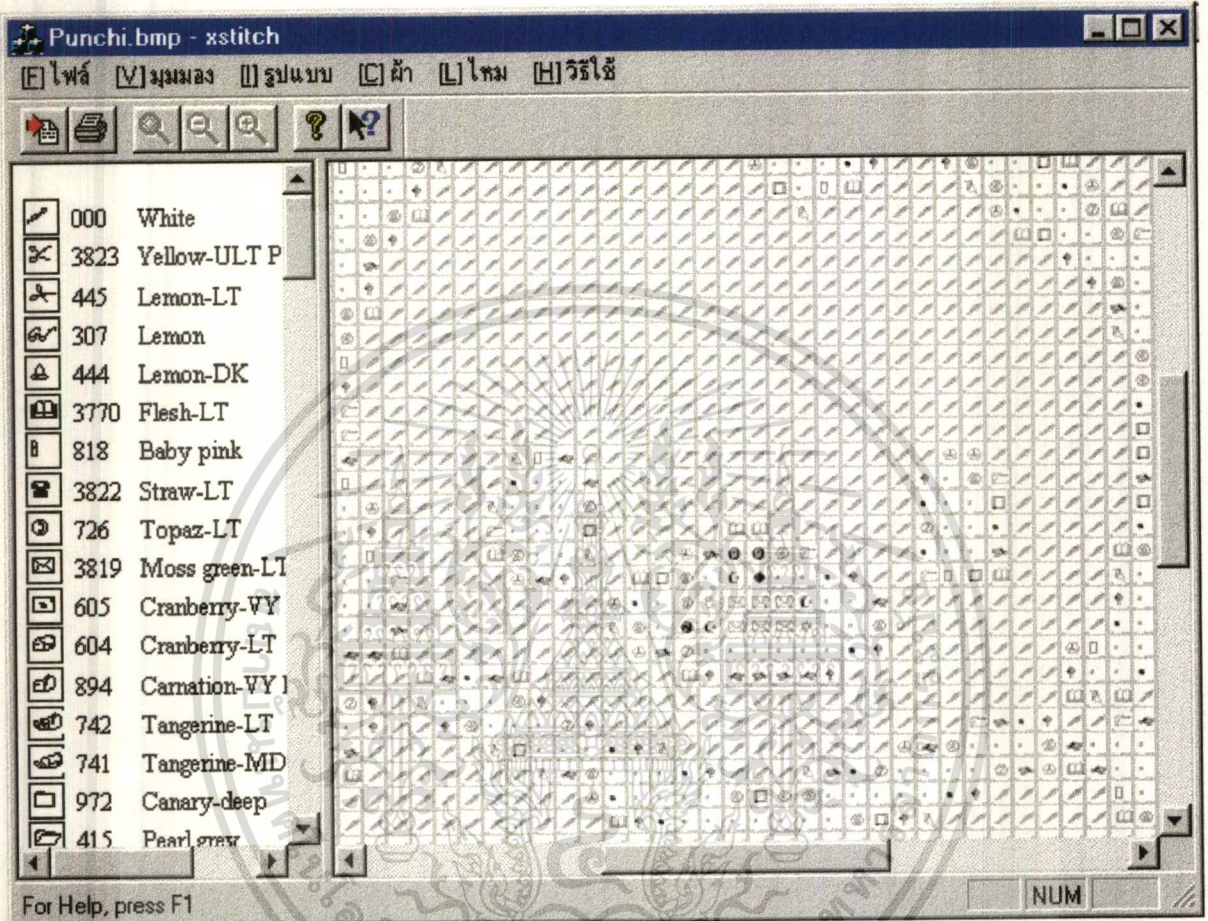 Punchi.bmp - xstitch
[F] ไฟล์ [V] มุมมอง [I] รูปแบบ [C] ผ้า [L] ไหม [H] วิธีใช้
000 White
3823 Yellow-ULT P
445 Lemon-LT
307 Lemon
444 Lemon-DK
3770 Flesh-LT
818 Baby pink
3822 Straw-LT
726 Topaz-LT
3819 Moss green-LT
605 Cranberry-VY
604 Cranberry-LT
894 Carnation-VY
742 Tangerine-LT
741 Tangerine-MD
972 Canary-deep
415 Pearl grey
For Help, press F1
NUM